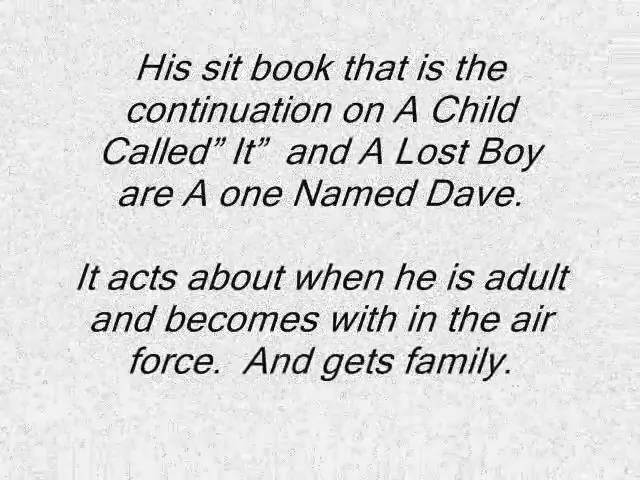 His sit book that is the
continuation on A Child
Called” It”  and A Lost Boy
are A one Named Dave.
It acts about when he is adult
and becomes with in the air
force.  And gets family.